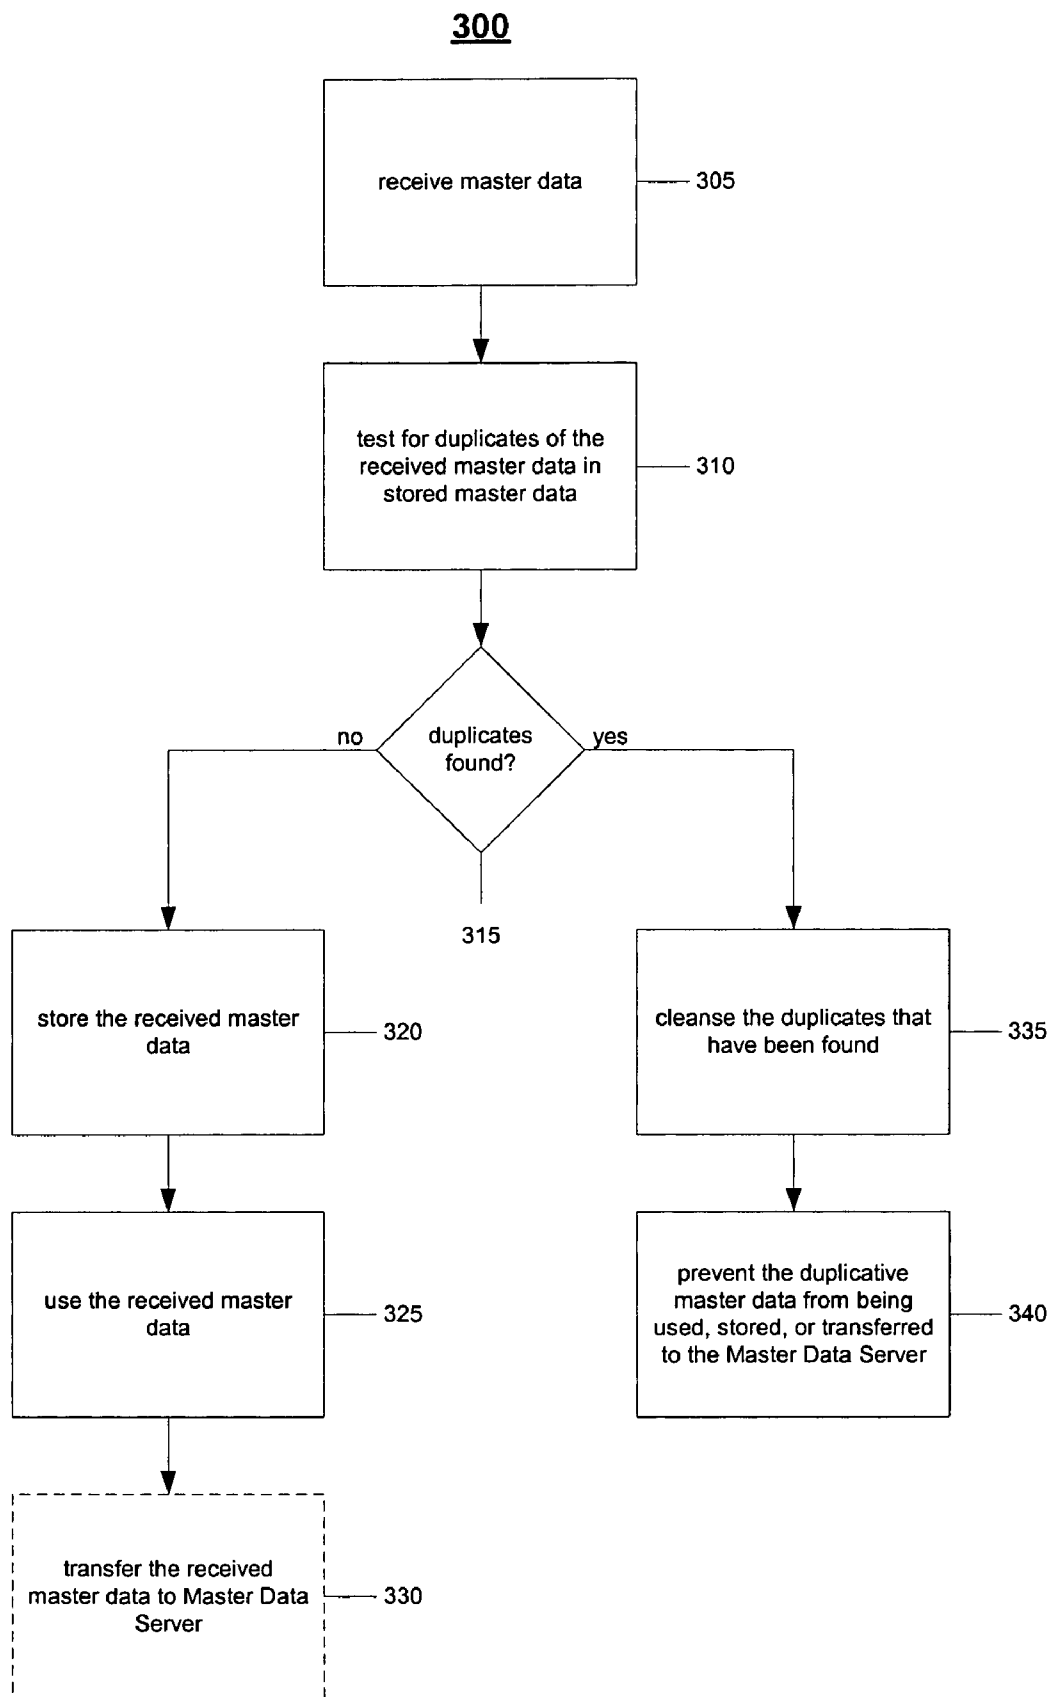 300
receive master data
305
test for duplicates of the
received master data in
stored master data
310
no
duplicates
found?
yes
315
store the received master
data
320
cleanse the duplicates that
have been found
335
use the received master
data
325
prevent the duplicative
master data from being
used, stored, or transferred
to the Master Data Server
340
transfer the received
master data to Master Data
Server
330